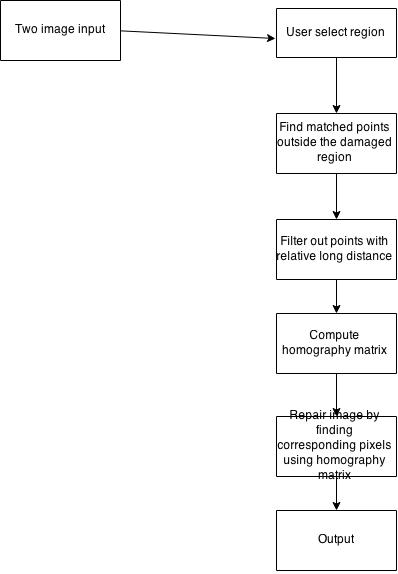 Two image input
User select region
Find matched points
outside the damaged
region
Filter out points with
relative long distance
Compute
homography matrix
Repair image by
finding
corresponding pixels
using homography
matrix
Output